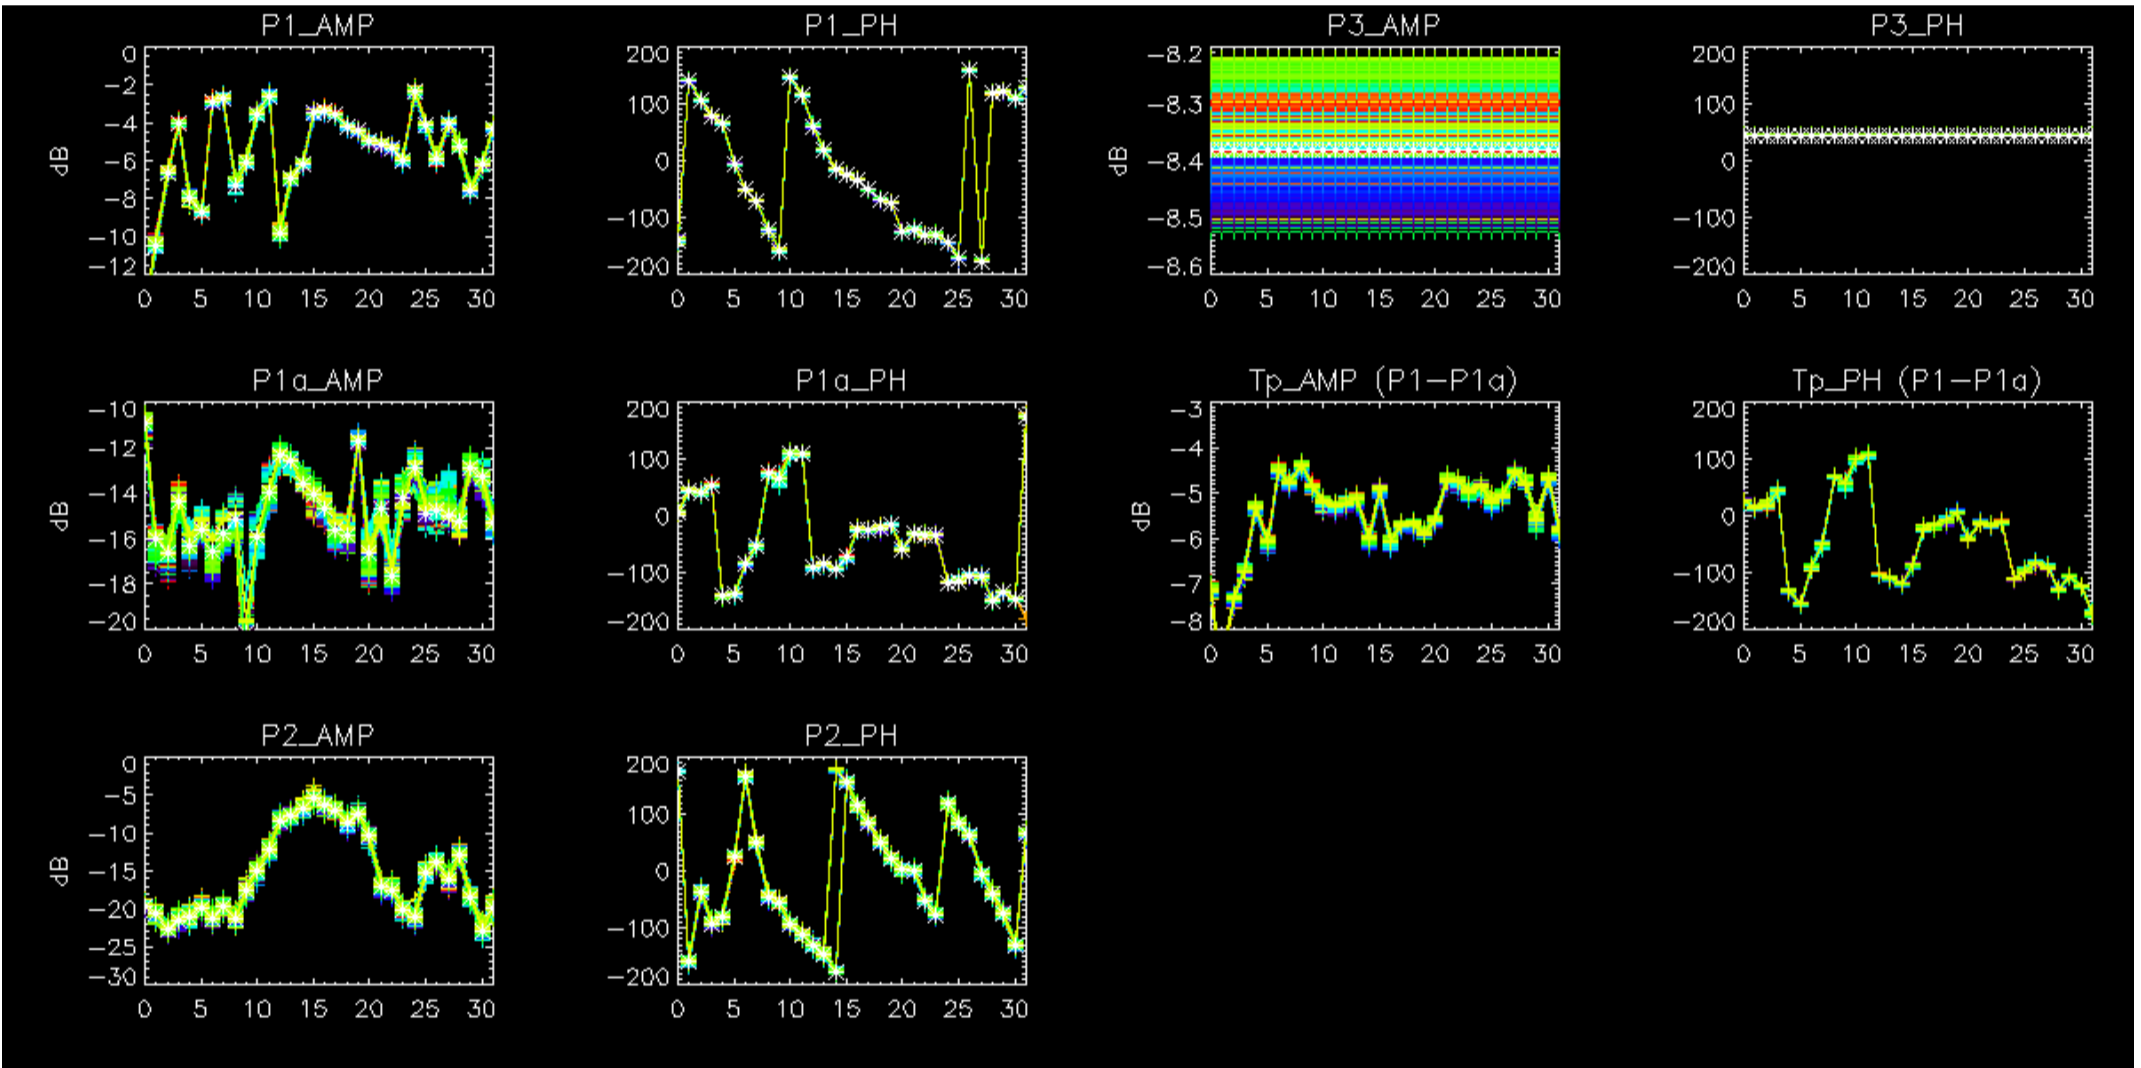 P1_AMP
P1_PH
P3_AMP
P3_PH
0
−2
−4
−6
−8
−10
−12
dB
0 5 10 15 20 25 30
200
100
0
−100
−200
0 5 10 15 20 25 30
−8.2
−8.3
−8.4
−8.5
−8.6
dB
0 5 10 15 20 25 30
200
100
0
−100
−200
0 5 10 15 20 25 30
P1a_AMP
P1a_PH
Tp_AMP (P1−P1a)
Tp_PH (P1−P1a)
−10
−12
−14
−16
−18
−20
dB
0 5 10 15 20 25 30
200
100
0
−100
−200
0 5 10 15 20 25 30
−3
−4
−5
−6
−7
−8
dB
0 5 10 15 20 25 30
200
100
0
−100
−200
0 5 10 15 20 25 30
P2_AMP
P2_PH
0
−5
−10
−15
−20
−25
−30
dB
0 5 10 15 20 25 30
200
100
0
−100
−200
0 5 10 15 20 25 30